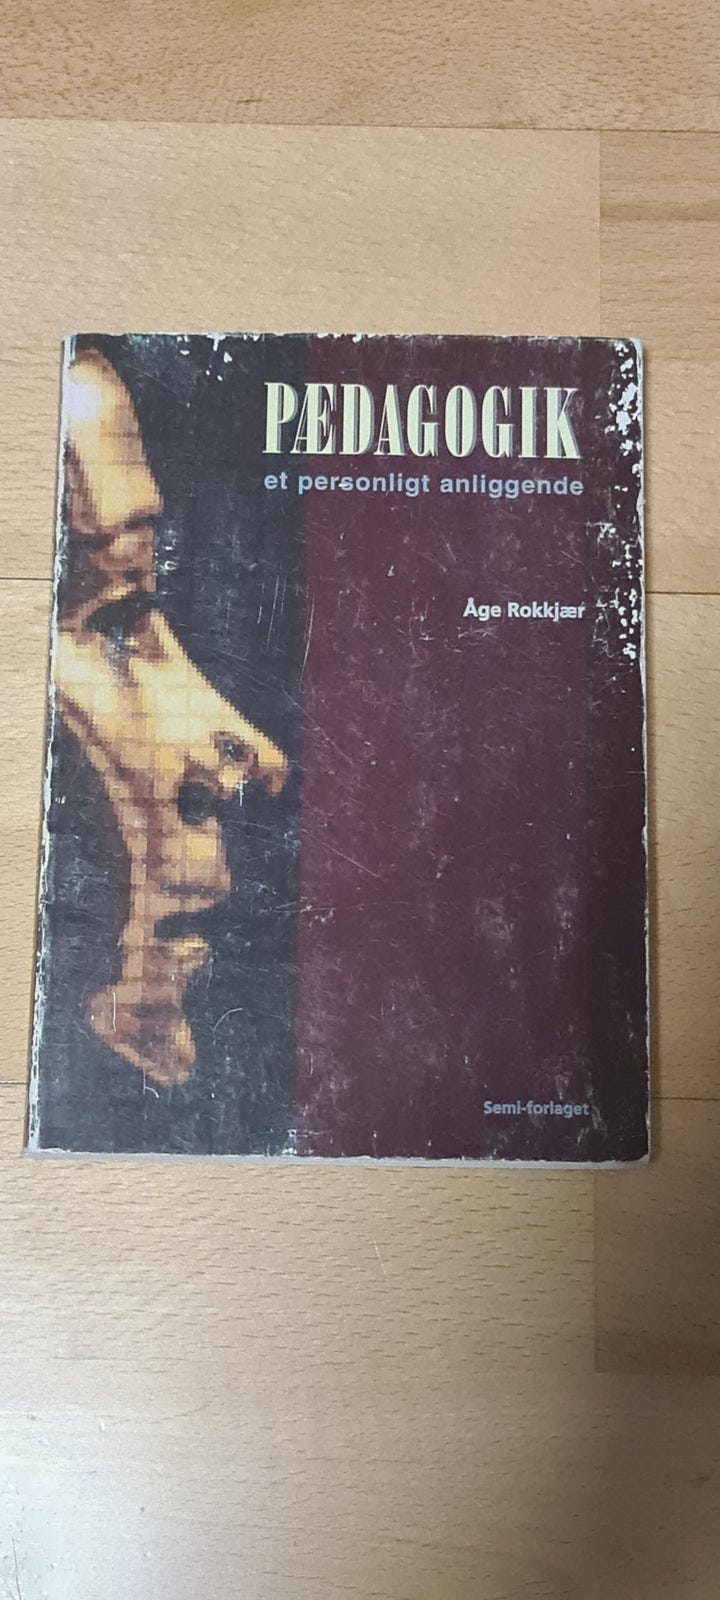 PÆDAGOGIK
et personligt anliggende
Åge Rokkjær
Semi-forlaget